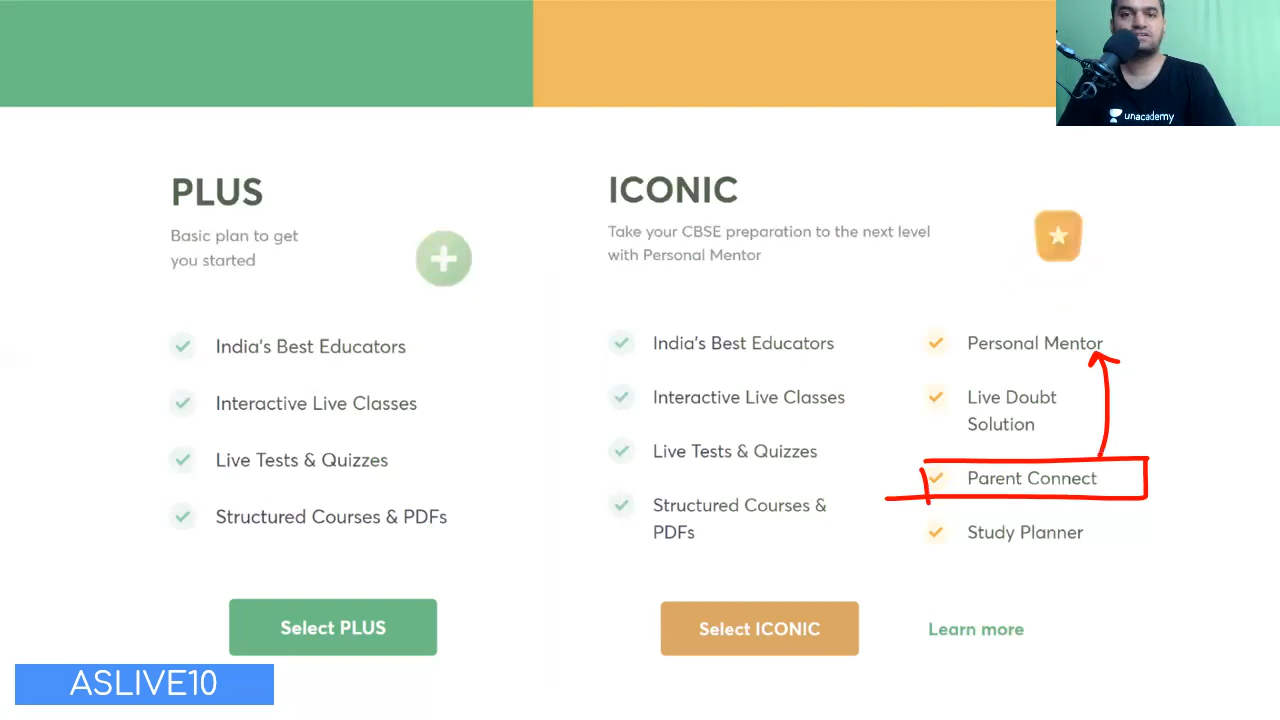 unacademy
PLUS
Basic plan to get
you started
India's Best Educators
Interactive Live Classes
Live Tests & Quizzes
Structured Courses & PDFs
Select PLUS
ICONIC
Take your CBSE preparation to the next level
with Personal Mentor
India's Best Educators
Interactive Live Classes
Live Tests & Quizzes
Structured Courses &
PDFs
Personal Mentor
Live Doubt
Solution
Parent Connect
Study Planner
Select ICONIC
Learn more
ASLIVE10